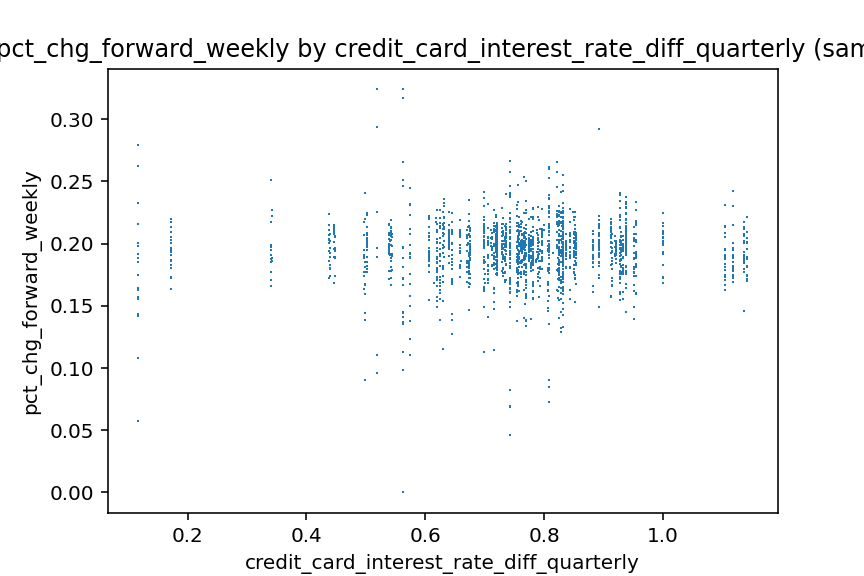 pct_chg_forward_weekly by credit_card_interest_rate_diff_quarterly (sam
0.30
0.25
0.20
0.15
0.10
0.05
0.00
pct_chg_forward_weekly
0.2 0.4 0.6 0.8 1.0
credit_card_interest_rate_diff_quarterly